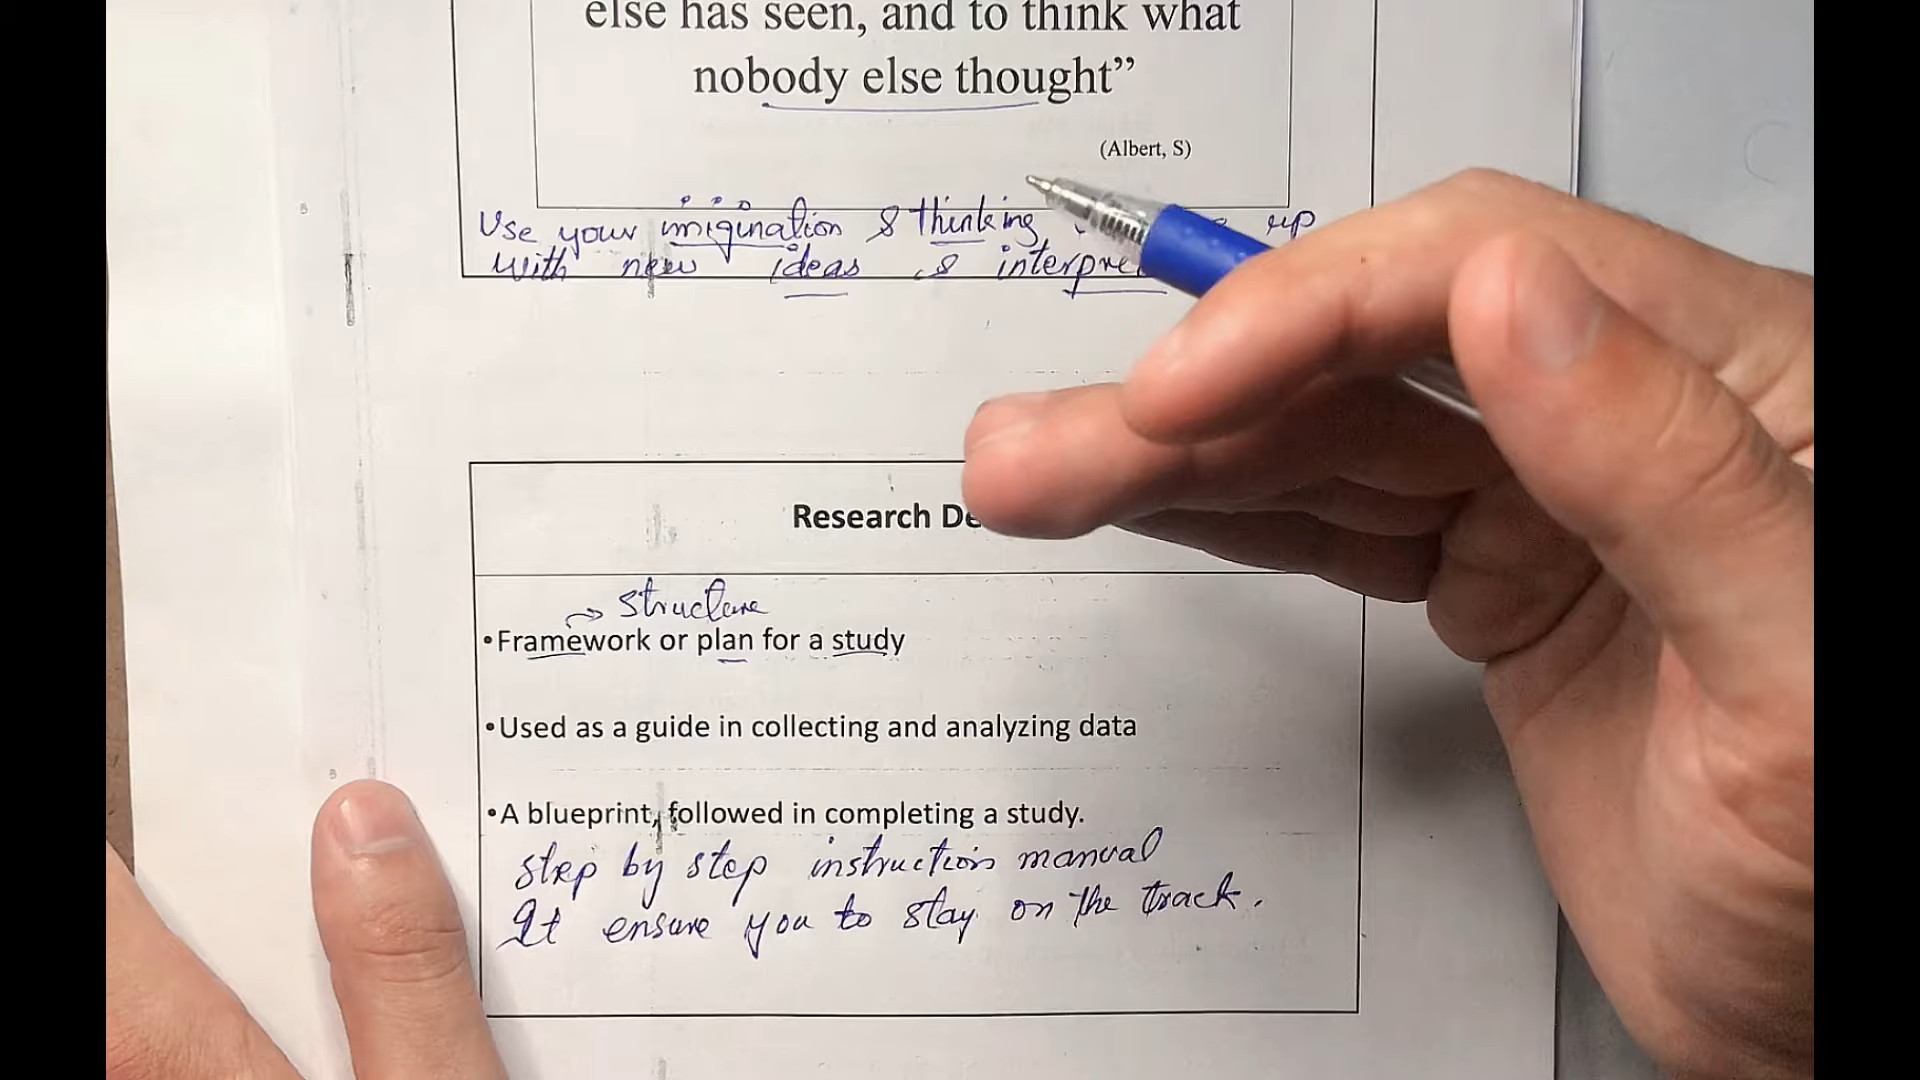 else has seen, and to think what
nobody else thought”
(Albert, S)
Use your imigination & thinking up
with new ideas & interpre
Research De
structure
•Framework or plan for a study
•Used as a guide in collecting and analyzing data
•A blueprint, followed in completing a study.
step by step instruction manual
It ensure you to stay on the track.